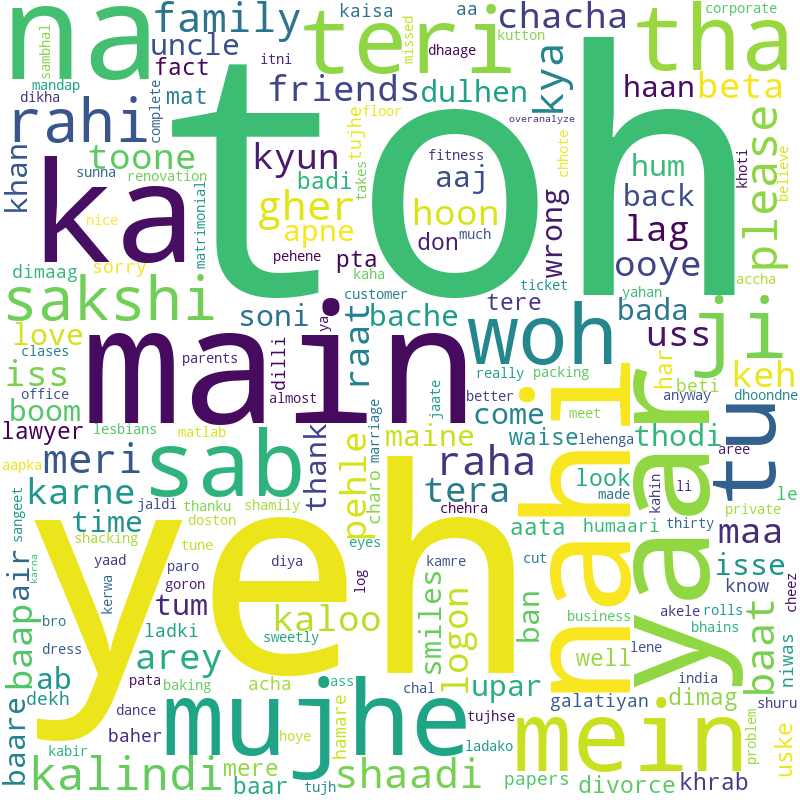 na
family
kaisa
aa
chacha
corporate
sambhal
uncle
itni
teri
missed
dhaage
kutton
tha
fact
mandap
mat
complete
friends
dulhen
kya
haan
beta
dikha
rahi
toh
overanalyze
khan
toone
kyun
tujhe
floor
fitness
aaj
hum
chhote
please
believe
sunna
renovation
badi
takes
khoti
ka
nice
matrimonial
gher
hoon
don
much
wrong
back
apne
lag
dimaag
sorry
pehene
pta
kaha
ooye
accha
sakshi
customer
tere
ticket
yahan
soni
raat
bache
woh
bada
ji
love
main
ya
dilli
uss
clases
parents
iss
office
almost
marriage
really
packing
har
beti
keh
better
jaate
meet
anyway
dhoondne
boom
come
nahi
yaar
tu
lawyer
lesbians
matlab
thank
pehle
charo
maine
waise
lehenga
thodi
aree
aapka
meri
sab
raha
look
kahin
li
private
sangeet
karne
tera
made
thirty
le
maa
jaldi
thanku
shamily
chehra
time
doston
aata
humaari
baat
isse
shacking
tune
eyes
cut
baapair
yeh
yaad
paro
diya
kamre
know
cheez
karna
kerwa
goron
log
tum
kaloo
smiles
ban
business
akele
rolls
bro
ladki
sweetly
logon
bhains
niwas
dress
arey
well
lene
ab
india
dekh
pata
baking
acha
ass
chal
upar
galatiyan
dimag
shuru
baare
dance
mujhe
tujhse
mein
baher
hamare
problem
uske
kabir
hoye
ladako
kalindi
mere
baar
tujh
shaadi
papers
divorce
khrab